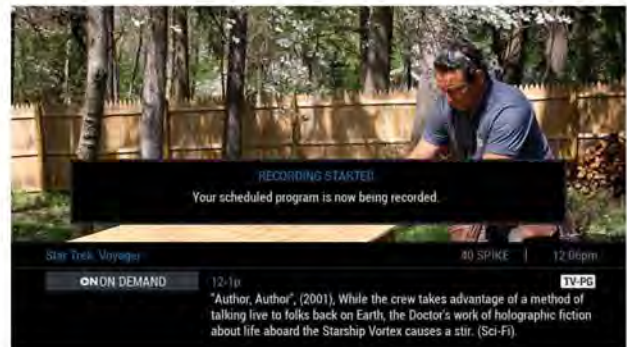 RECORDING STARTED
Your scheduled program is now being recorded.
Star Trek: Voyager
40 SPIKE | 12:06pm
ON ON DEMAND
12-1p
TV-PG
"Author, Author", (2001), While the crew takes advantage of a method of
talking live to folks back on Earth, the Doctor's work of holographic fiction
about life aboard the Starship Vortex causes a stir. (Sci-Fi).